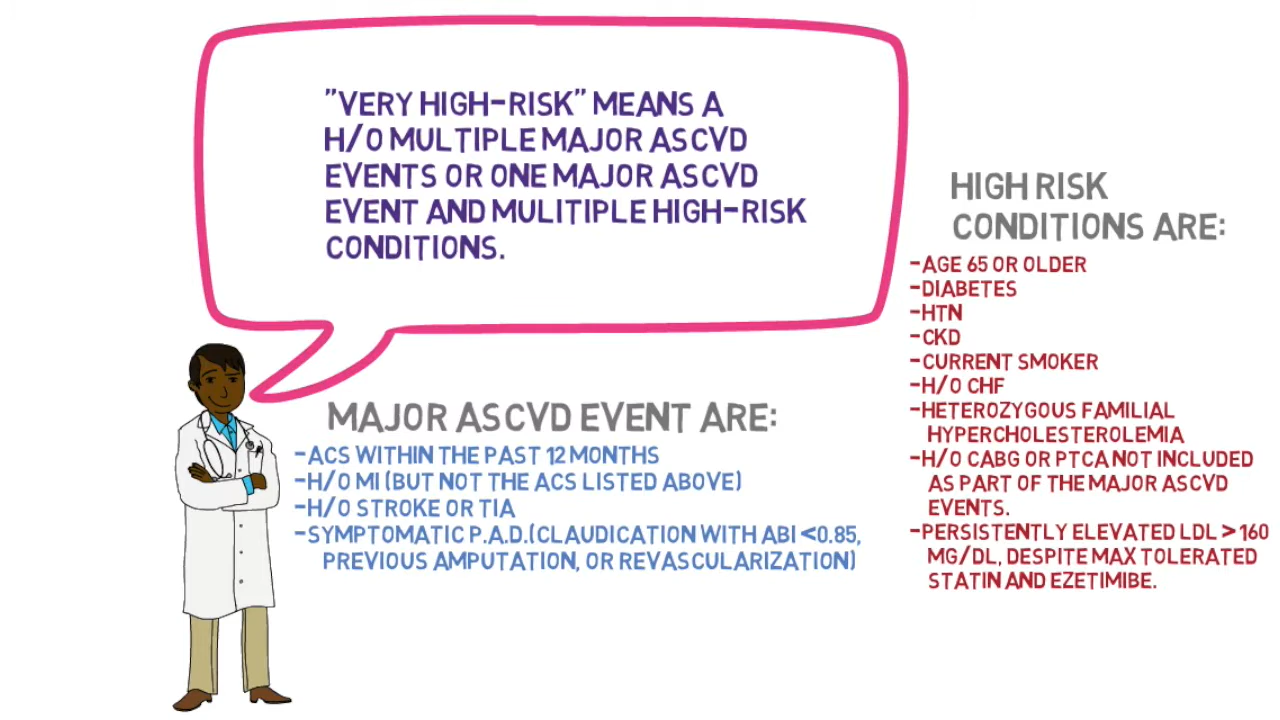 "VERY HIGH-RISK" MEANS A
H/O MULTIPLE MAJOR ASCVD
EVENTS OR ONE MAJOR ASCVD
EVENT AND MULITIPLE HIGH-RISK
CONDITIONS.
MAJOR ASCVD EVENT ARE:
-ACS WITHIN THE PAST 12 MONTHS
-H/O MI (BUT NOT THE ACS LISTED ABOVE)
-H/O STROKE OR TIA
-SYMPTOMATIC P.A.D.(CLAUDICATION WITH ABI <0.85,
PREVIOUS AMPUTATION, OR REVASCULARIZATION)
HIGH RISK
CONDITIONS ARE:
-AGE 65 OR OLDER
-DIABETES
-HTN
-CKD
-CURRENT SMOKER
-H/O CHF
-HETEROZYGOUS FAMILIAL
HYPERCHOLESTEROLEMIA
-H/O CABG OR PTCA NOT INCLUDED
AS PART OF THE MAJOR ASCVD
EVENTS.
-PERSISTENTLY ELEVATED LDL > 160
MG/DL, DESPITE MAX TOLERATED
STATIN AND EZETIMIBE.